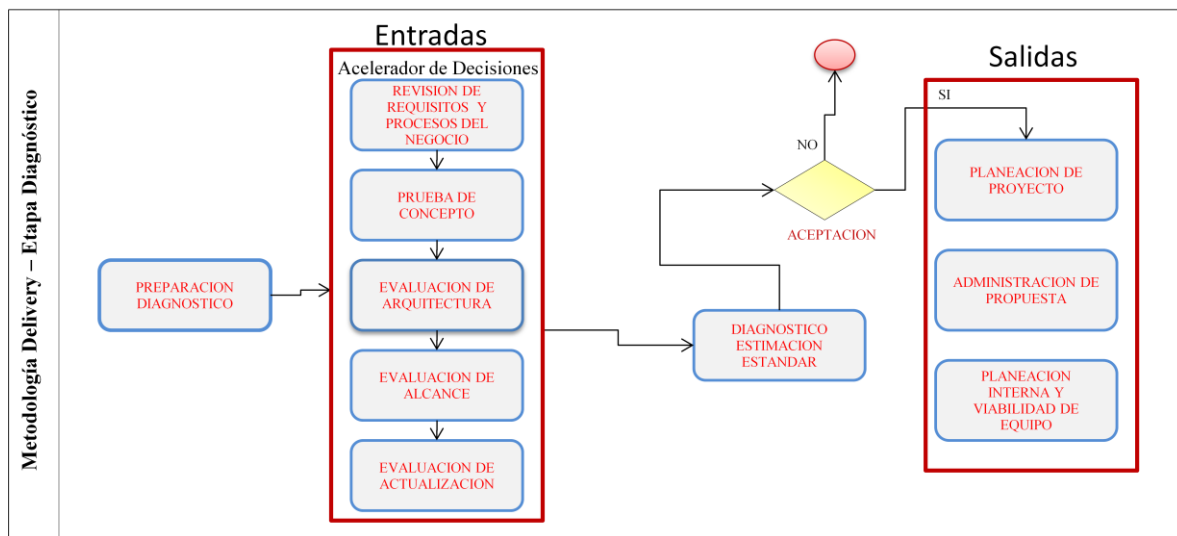 Metodología Delivery – Etapa Diagnóstico
Entradas
Acelerador de Decisiones
REVISION DE
REQUISITOS Y
PROCESOS DEL
NEGOCIO
PRUEBA DE
CONCEPTO
PREPARACION
DIAGNOSTICO
EVALUACION DE
ARQUITECTURA
EVALUACION DE
ALCANCE
EVALUACION DE
ACTUALIZACION
DIAGNOSTICO
ESTIMACION
ESTANDAR
NO
ACEPTACION
Salidas
SI
PLANEACION DE
PROYECTO
ADMINISTRACION DE
PROPUESTA
PLANEACION
INTERNA Y
VIABILIDAD DE
EQUIPO